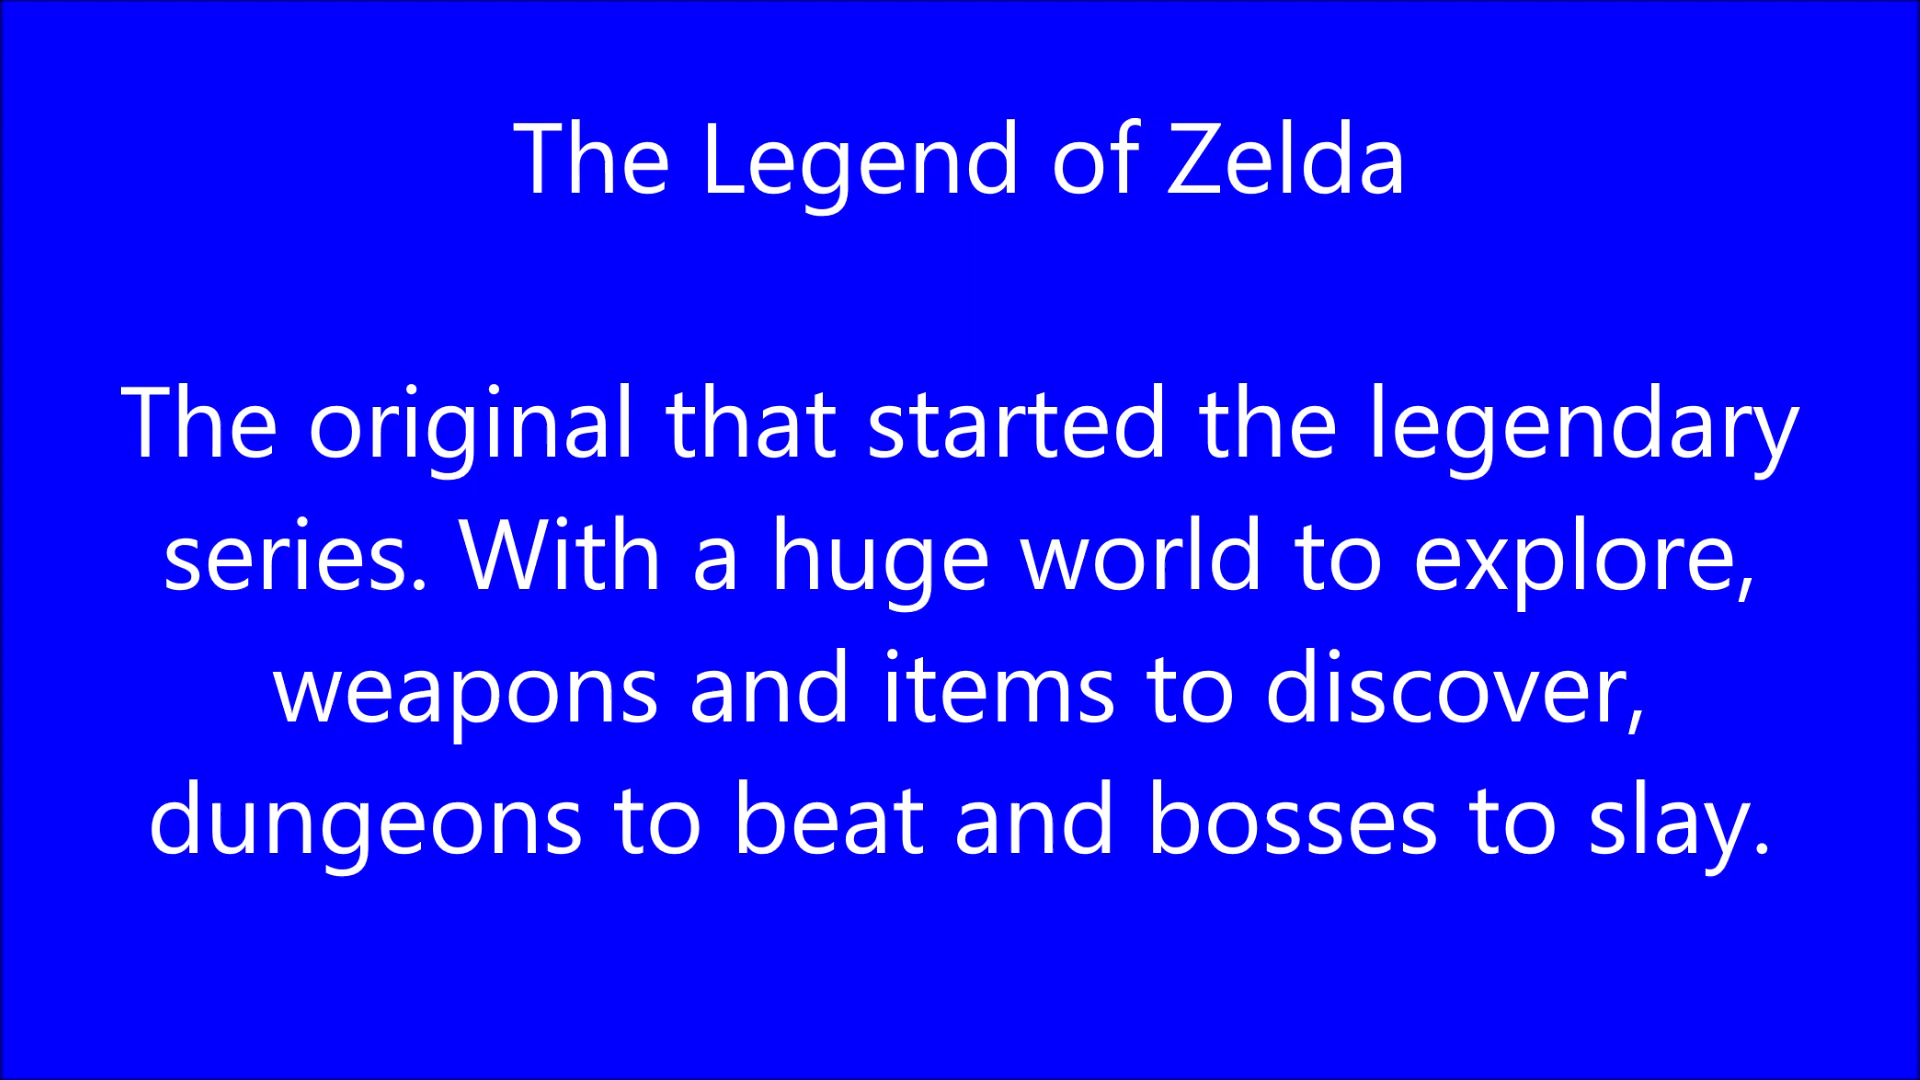 The Legend of Zelda
The original that started the legendary
series. With a huge world to explore,
weapons and items to discover,
dungeons to beat and bosses to slay.